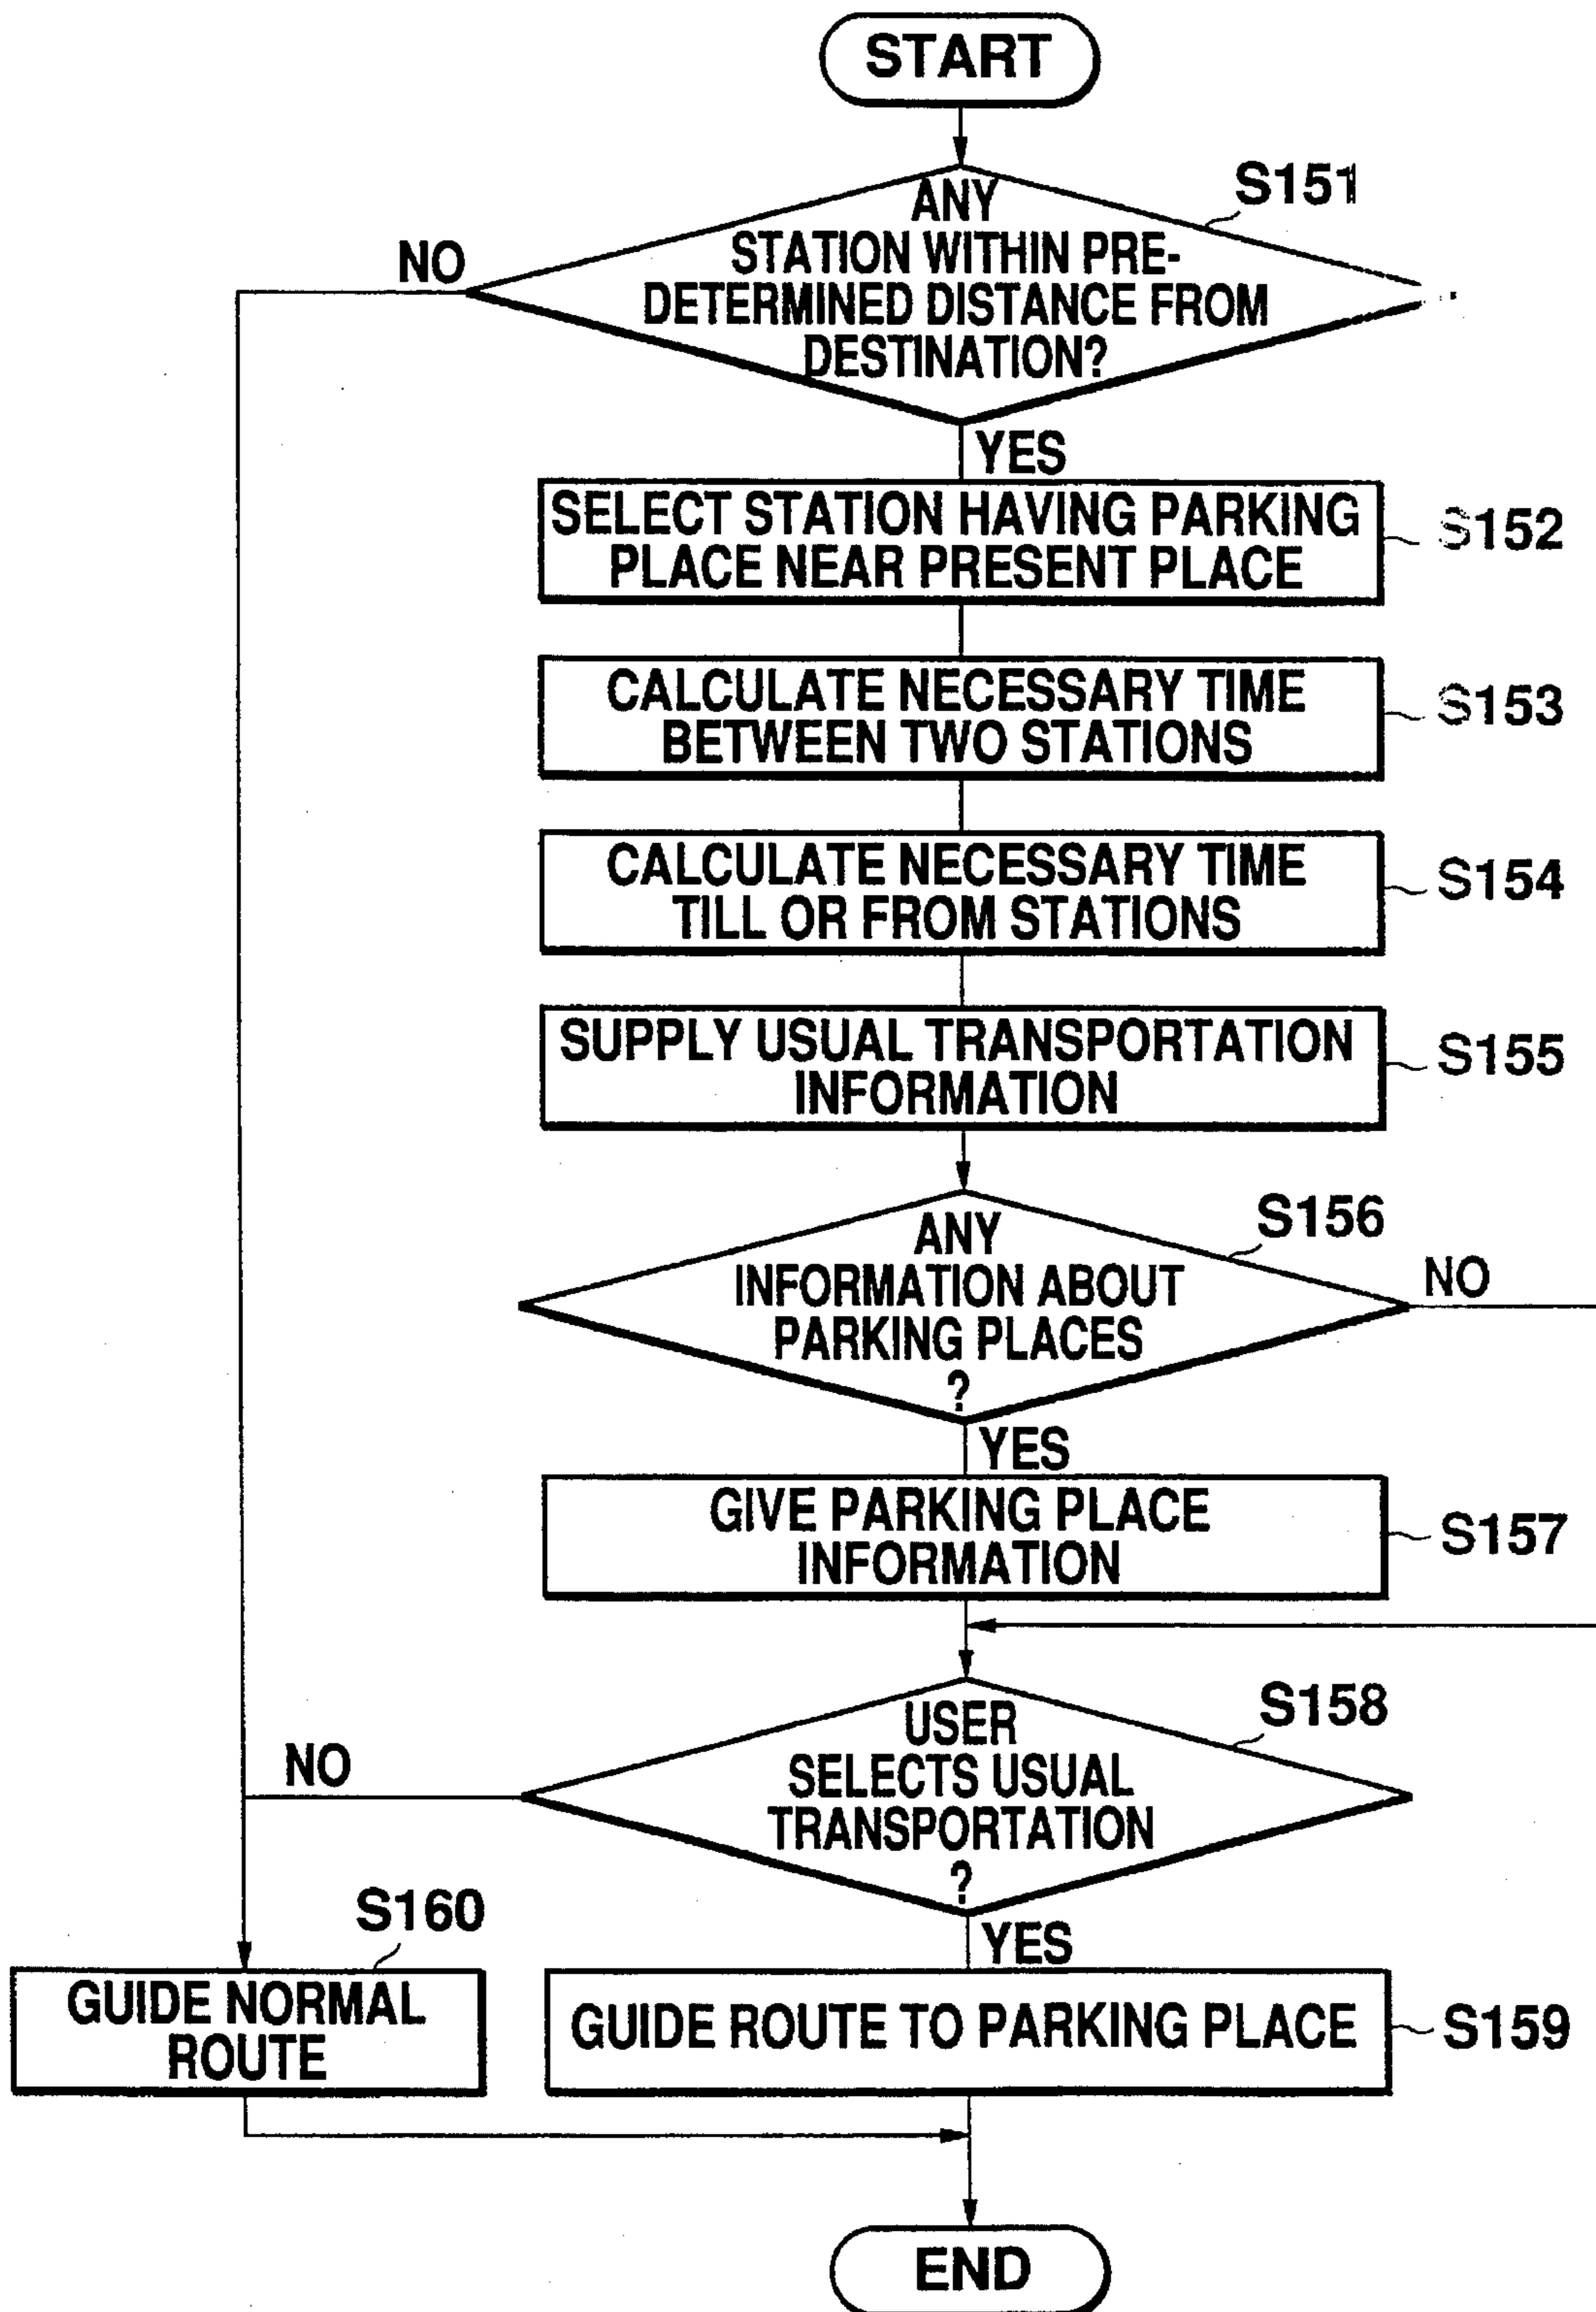 START
S151
ANY
STATION WITHIN PRE-
DETERMINED DISTANCE FROM
DESTINATION?
NO
YES
SELECT STATION HAVING PARKING
PLACE NEAR PRESENT PLACE
S152
CALCULATE NECESSARY TIME
BETWEEN TWO STATIONS
S153
CALCULATE NECESSARY TIME
TILL OR FROM STATIONS
S154
SUPPLY USUAL TRANSPORTATION
INFORMATION
S155
S156
ANY
INFORMATION ABOUT
PARKING PLACES
?
NO
YES
GIVE PARKING PLACE
INFORMATION
S157
S158
USER
SELECTS USUAL
TRANSPORTATION
?
NO
YES
S160
GUIDE NORMAL
ROUTE
GUIDE ROUTE TO PARKING PLACE
S159
END